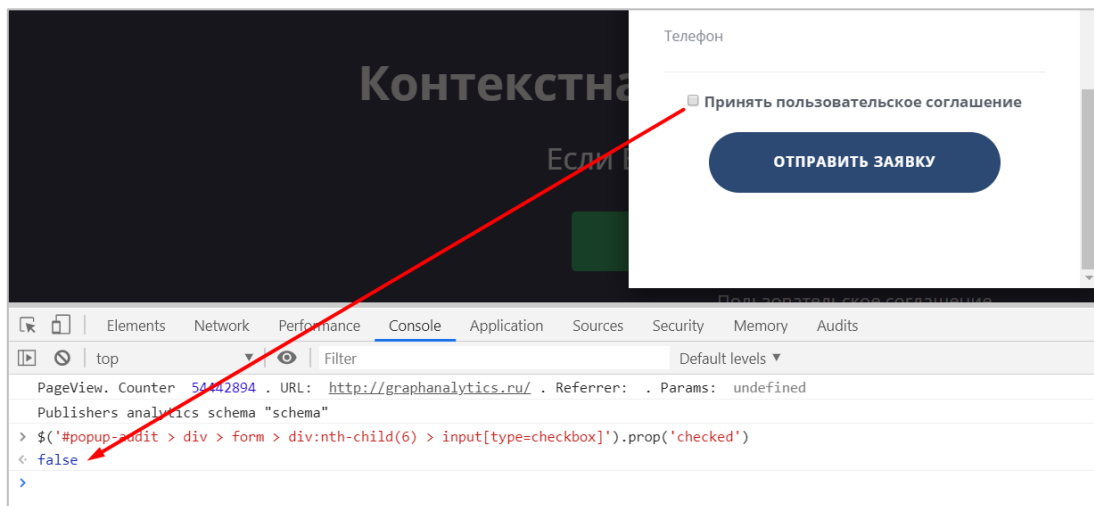 Телефон
Контекстна
Принять пользовательское соглашение
Если
ОТПРАВИТЬ ЗАЯВКУ
Пользовательское соглашение
Elements Network Performance Console Application Sources Security Memory Audits
top ▼ Filter Default levels ▼
PageView. Counter 54442894 . URL: http://graphanalytics.ru/ . Referrer: . Params: undefined
Publishers analytics schema "schema"
> $('#popup-audit > div > form > div:nth-child(6) > input[type=checkbox]').prop('checked')
false
>